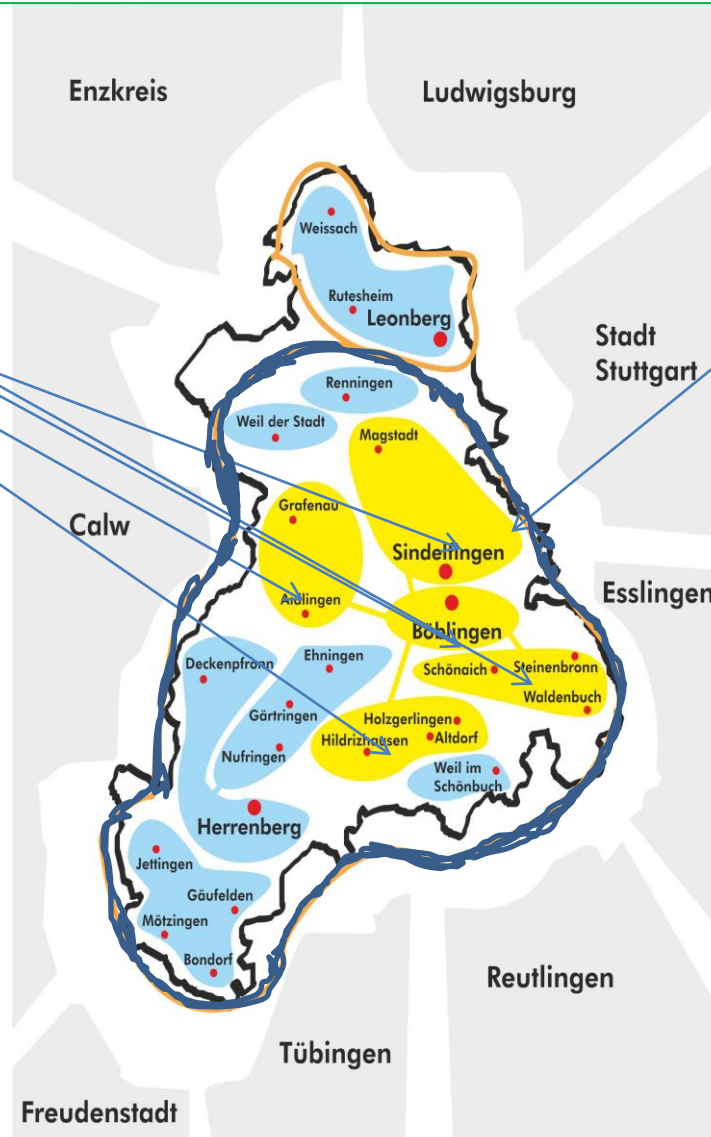 Enzkreis
Ludwigsburg
Weissach
Rutesheim
Leonberg
Stadt
Stuttgart
Renningen
Weil der Stadt
Magstadt
Calw
Grafenau
Sindelfingen
Esslingen
Aidlingen
Böblingen
Deckenpfronn
Ehningen
Schönaich
Steinenbronn
Waldenbuch
Gärtringen
Holzgerlingen
Hildrizhausen
Altdorf
Nufringen
Weil im
Schönbuch
Herrenberg
Jettingen
Gäufelden
Mötzingen
Bondorf
Reutlingen
Tübingen
Freudenstadt